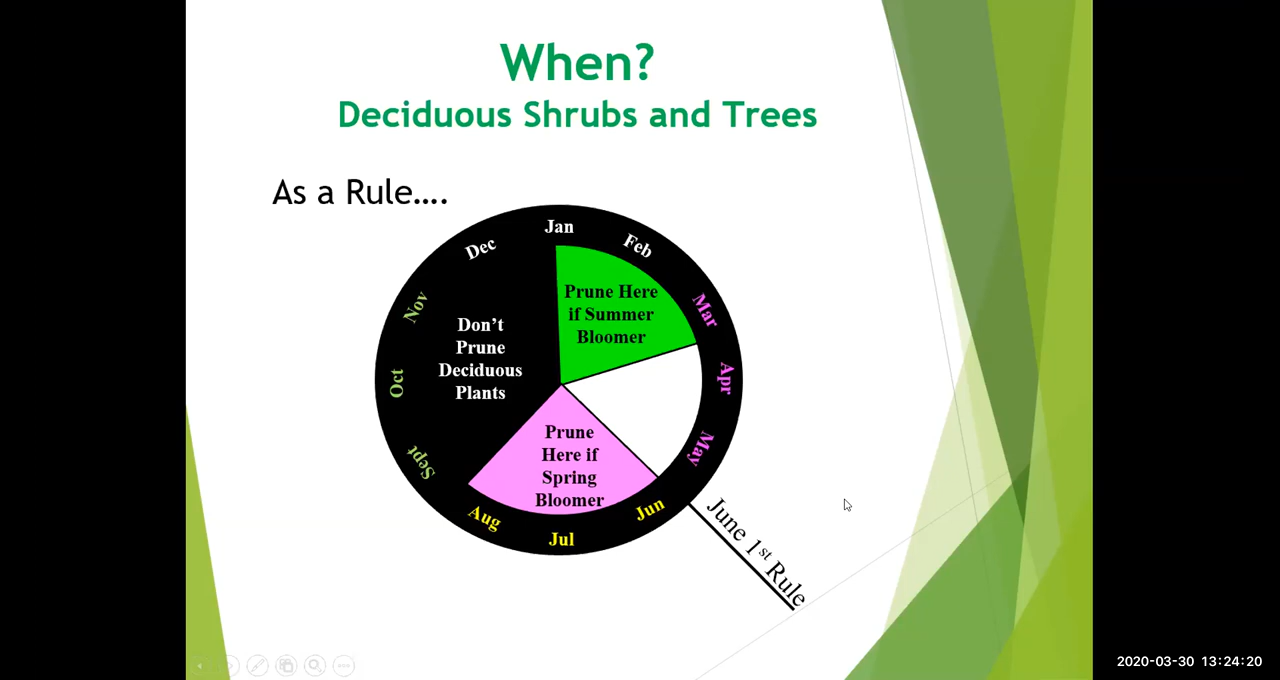 When?
Deciduous Shrubs and Trees
As a Rule....
Jan
Feb
Mar
Apr
May
Jun
Jul
Aug
Sept
Oct
Nov
Dec
Prune Here
if Summer
Bloomer
Don't
Prune
Deciduous
Plants
Prune
Here if
Spring
Bloomer
June 1st Rule
2020-03-30 13:24:20